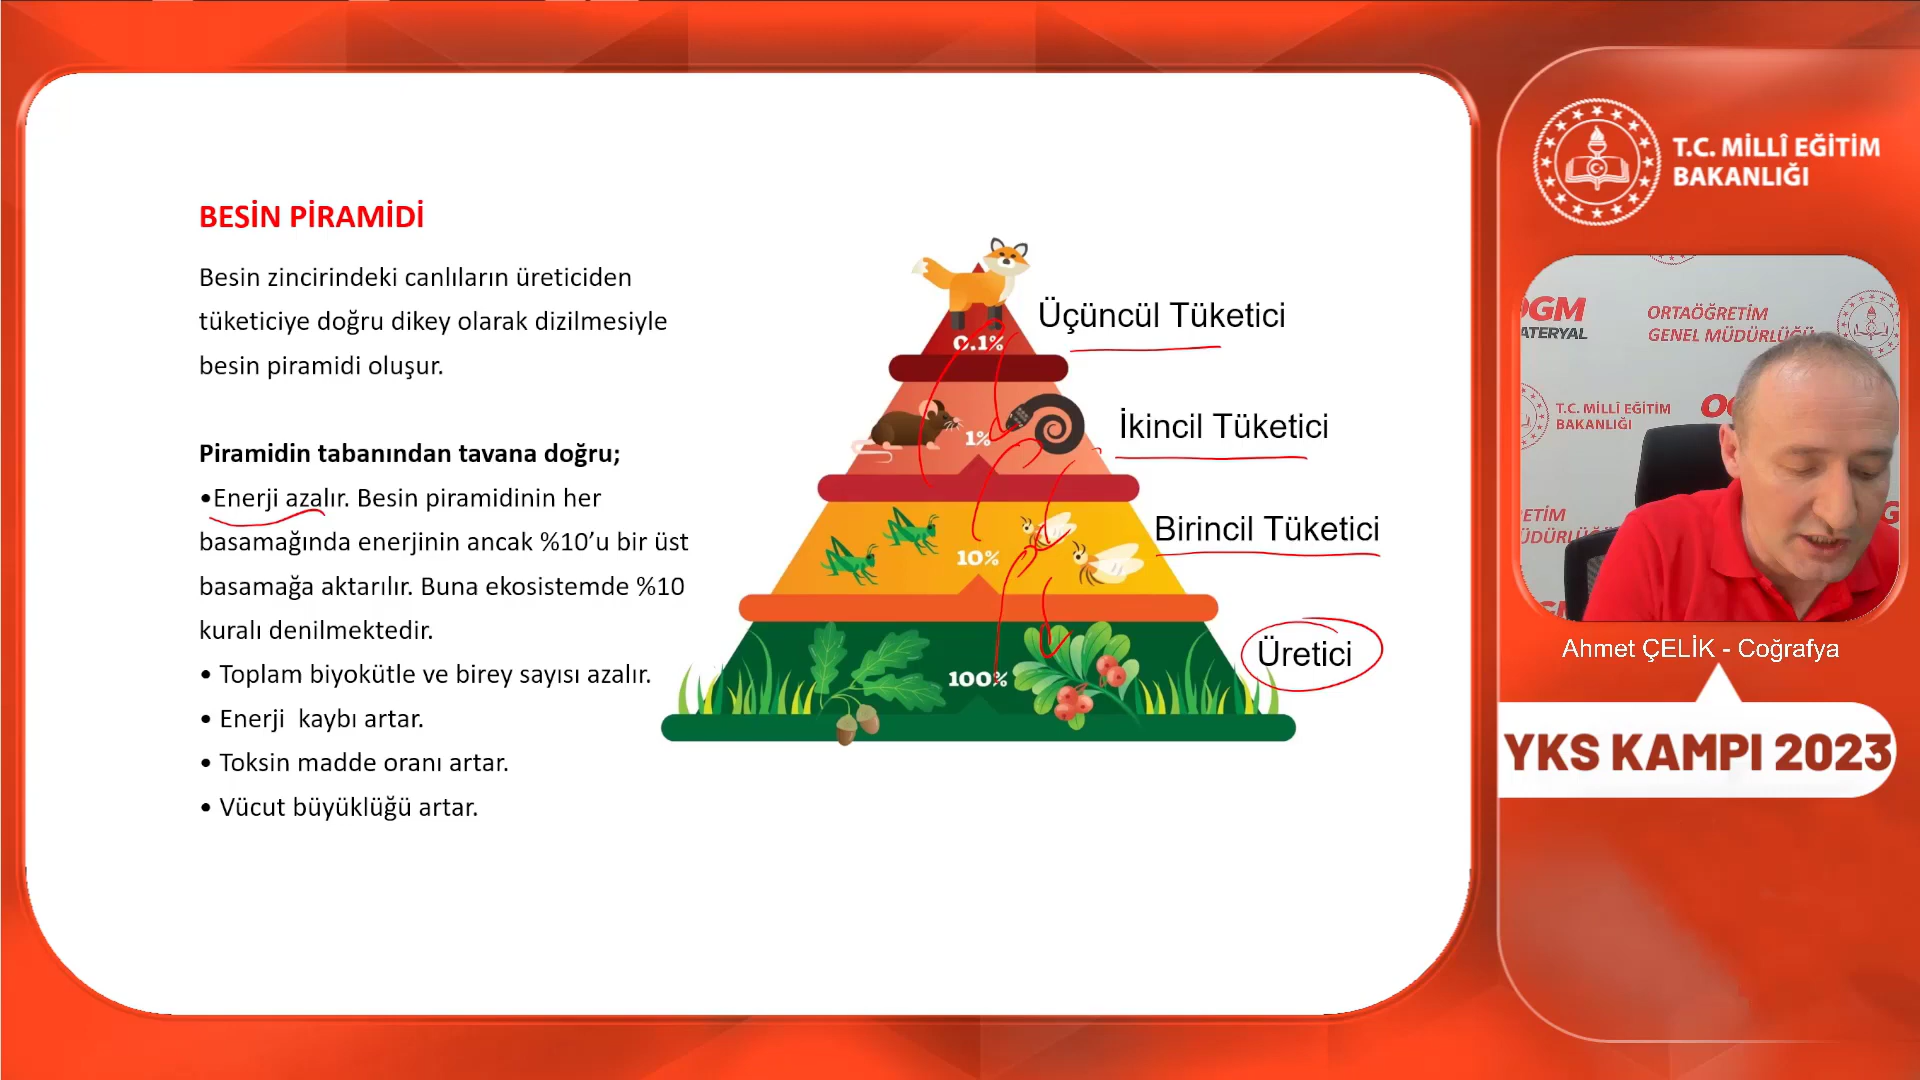 BESİN PİRAMİDİ
Besin zincirindeki canlıların üreticiden
tüketiciye doğru dikey olarak dizilmesiyle
besin piramidi oluşur.
Piramidin tabanından tavana doğru;
•Enerji azalır. Besin piramidinin her
basamağında enerjinin ancak %10’u bir üst
basamağa aktarılır. Buna ekosistemde %10
kuralı denilmektedir.
• Toplam biyokütle ve birey sayısı azalır.
• Enerji  kaybı artar.
• Toksin madde oranı artar.
• Vücut büyüklüğü artar.
0.1%
Üçüncül Tüketici
1%
İkincil Tüketici
10%
Birincil Tüketici
100%
Üretici
T.C. MİLLÎ EĞİTİM
BAKANLIĞI
OGM
ATERYAL
ORTAÖĞRETİM
GENEL MÜDÜRLÜĞÜ
T.C. MİLLÎ EĞİTİM
BAKANLIĞI
Ahmet ÇELİK - Coğrafya
YKS KAMPI 2023